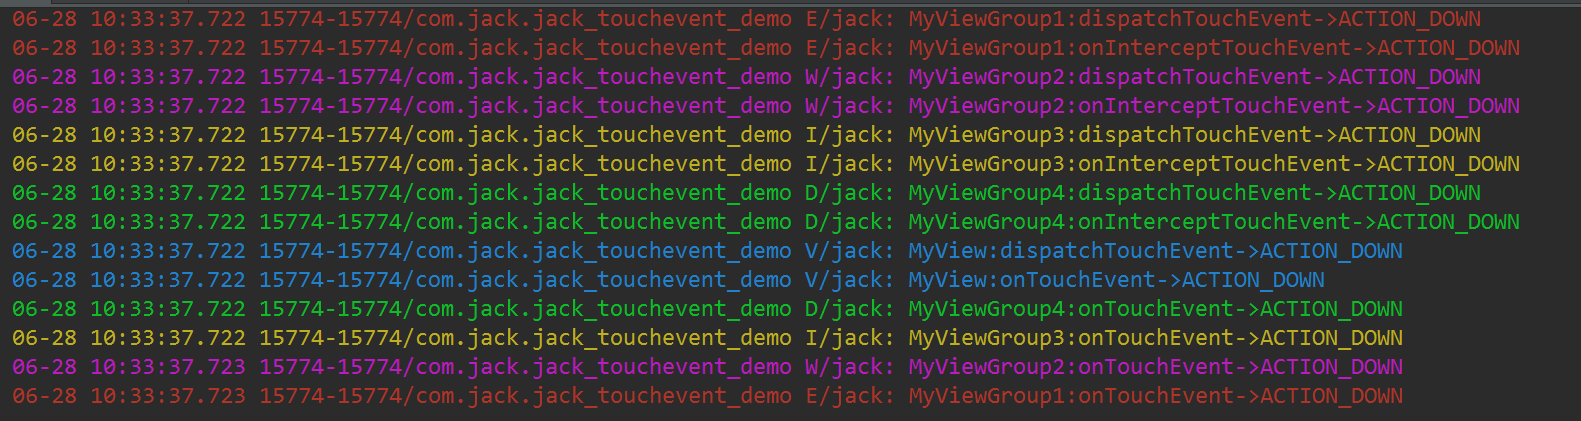 06-28 10:33:37.722 15774-15774/com.jack.jack_touchevent_demo E/jack: MyViewGroup1:dispatchTouchEvent->ACTION_DOWN
06-28 10:33:37.722 15774-15774/com.jack.jack_touchevent_demo E/jack: MyViewGroup1:onInterceptTouchEvent->ACTION_DOWN
06-28 10:33:37.722 15774-15774/com.jack.jack_touchevent_demo W/jack: MyViewGroup2:dispatchTouchEvent->ACTION_DOWN
06-28 10:33:37.722 15774-15774/com.jack.jack_touchevent_demo W/jack: MyViewGroup2:onInterceptTouchEvent->ACTION_DOWN
06-28 10:33:37.722 15774-15774/com.jack.jack_touchevent_demo I/jack: MyViewGroup3:dispatchTouchEvent->ACTION_DOWN
06-28 10:33:37.722 15774-15774/com.jack.jack_touchevent_demo I/jack: MyViewGroup3:onInterceptTouchEvent->ACTION_DOWN
06-28 10:33:37.722 15774-15774/com.jack.jack_touchevent_demo D/jack: MyViewGroup4:dispatchTouchEvent->ACTION_DOWN
06-28 10:33:37.722 15774-15774/com.jack.jack_touchevent_demo D/jack: MyViewGroup4:onInterceptTouchEvent->ACTION_DOWN
06-28 10:33:37.722 15774-15774/com.jack.jack_touchevent_demo V/jack: MyView:dispatchTouchEvent->ACTION_DOWN
06-28 10:33:37.722 15774-15774/com.jack.jack_touchevent_demo V/jack: MyView:onTouchEvent->ACTION_DOWN
06-28 10:33:37.722 15774-15774/com.jack.jack_touchevent_demo D/jack: MyViewGroup4:onTouchEvent->ACTION_DOWN
06-28 10:33:37.722 15774-15774/com.jack.jack_touchevent_demo I/jack: MyViewGroup3:onTouchEvent->ACTION_DOWN
06-28 10:33:37.723 15774-15774/com.jack.jack_touchevent_demo W/jack: MyViewGroup2:onTouchEvent->ACTION_DOWN
06-28 10:33:37.723 15774-15774/com.jack.jack_touchevent_demo E/jack: MyViewGroup1:onTouchEvent->ACTION_DOWN